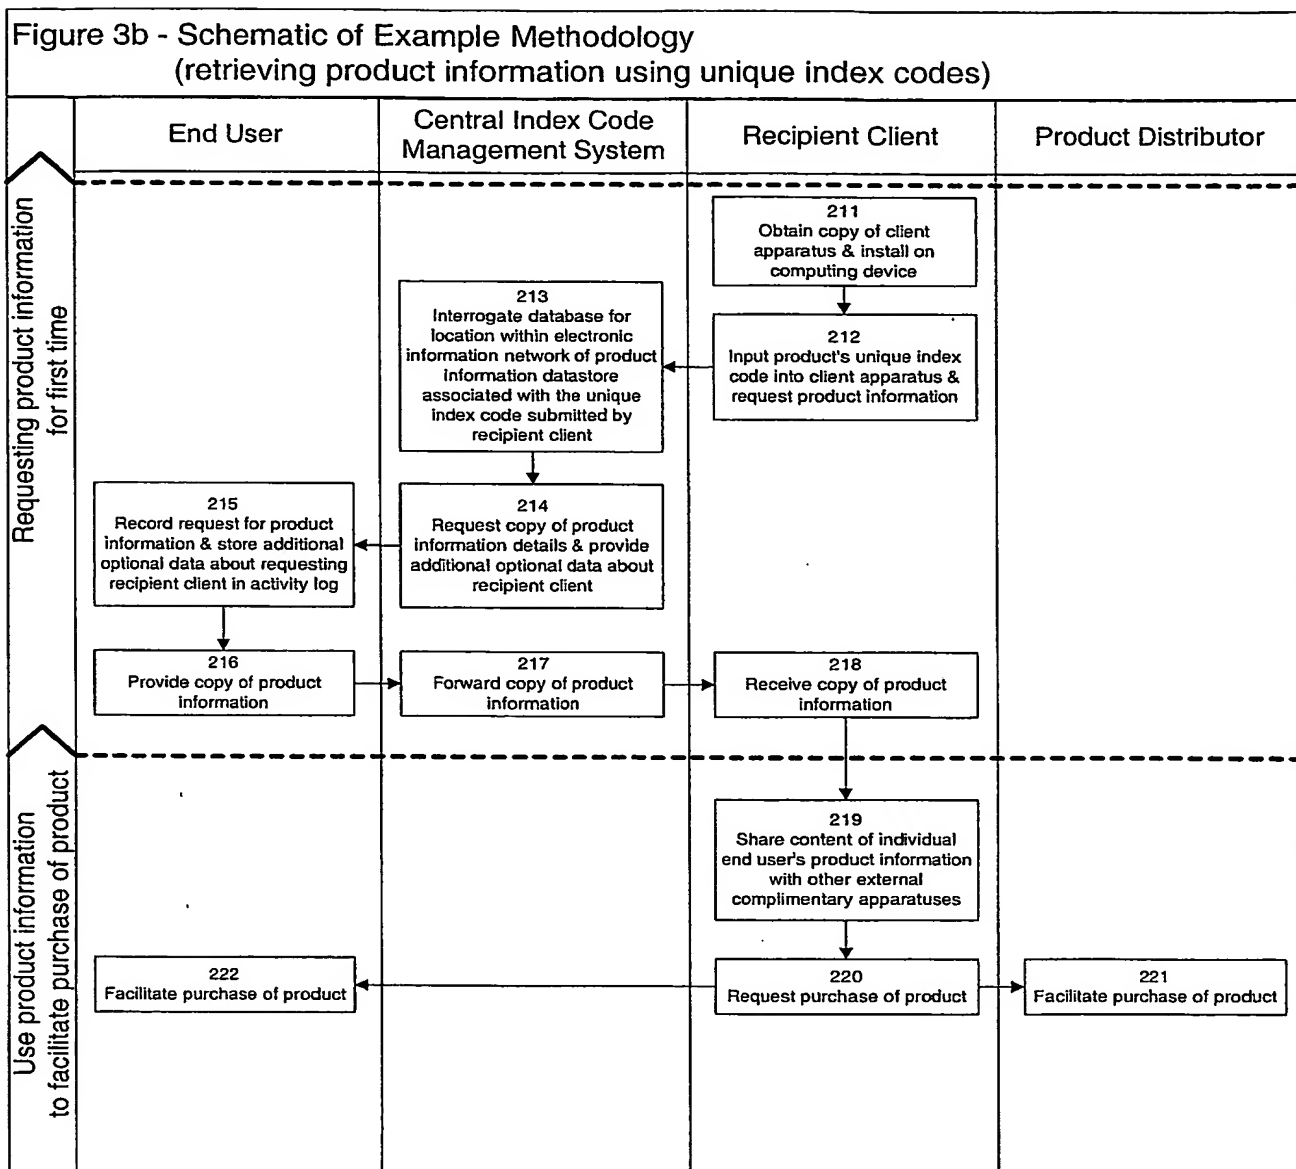 Figure 3b - Schematic of Example Methodology
(retrieving product information using unique index codes)
End User
Central Index Code
Management System
Recipient Client
Product Distributor
Requesting product information
for first time
211
Obtain copy of client
apparatus & install on
computing device
212
Input product's unique index
code into client apparatus &
request product information
213
Interrogate database for
location within electronic
information network of product
information datastore
associated with the unique
index code submitted by
recipient client
214
Request copy of product
information details & provide
additional optional data about
recipient client
215
Record request for product
information & store additional
optional data about requesting
recipient client in activity log
216
Provide copy of product
information
217
Forward copy of product
information
218
Receive copy of product
information
Use product information
to facilitate purchase of product
219
Share content of individual
end user's product information
with other external
complimentary apparatuses
222
Facilitate purchase of product
220
Request purchase of product
221
Facilitate purchase of product